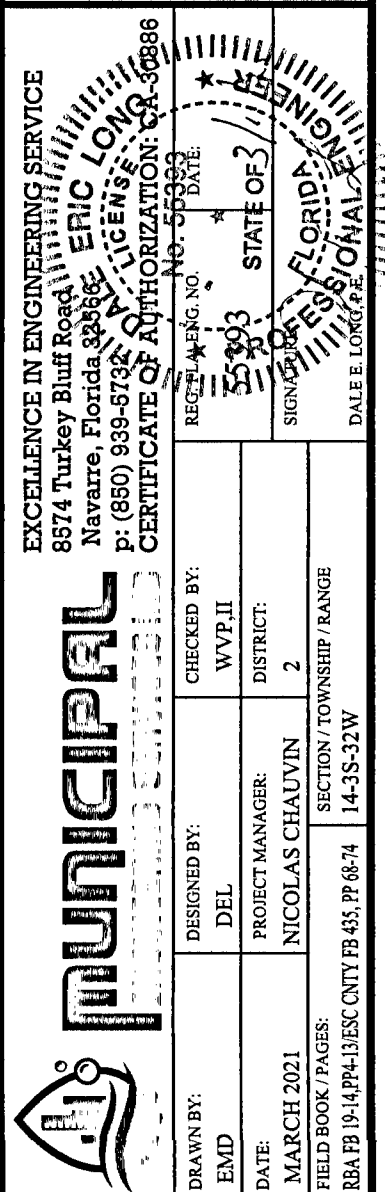 MUNICIPAL
EXCELLENCE IN ENGINEERING SERVICE
8574 Turkey Bluff Road
Navarre, Florida 32566
p: (850) 939-5732
CERTIFICATE OF AUTHORIZATION: CA-30886
DRAWN BY:
EMD
DESIGNED BY:
DEL
CHECKED BY:
WVP,II
REG. FLA. ENG. NO.
55393
DATE:
DATE:
MARCH 2021
PROJECT MANAGER:
NICOLAS CHAUVIN
DISTRICT:
2
SIGNATURE
DALE E. LONG, P.E.
FIELD BOOK / PAGES:
RBA FB 19-14,PP4-13/ESC CNTY FB 435, PP 68-74
SECTION / TOWNSHIP / RANGE
14-3S-32W
DALE ERIC LONG
LICENSE
No. 55393
STATE OF
FLORIDA
PROFESSIONAL ENGINEER